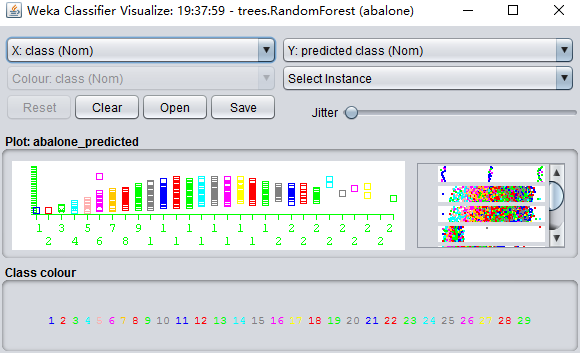 Weka Classifier Visualize: 19:37:59 - trees.RandomForest (abalone)
X: class (Nom) Y: predicted class (Nom)
Colour: class (Nom) Select Instance
Reset Clear Open Save Jitter
Plot: abalone_predicted
1 3 5 7 9 1 1 1 1 1 2 2 2 2 2
2 4 6 8 1 1 1 1 1 2 2 2 2
Class colour
1 2 3 4 5 6 7 8 9 10 11 12 13 14 15 16 17 18 19 20 21 22 23 24 25 26 27 28 29